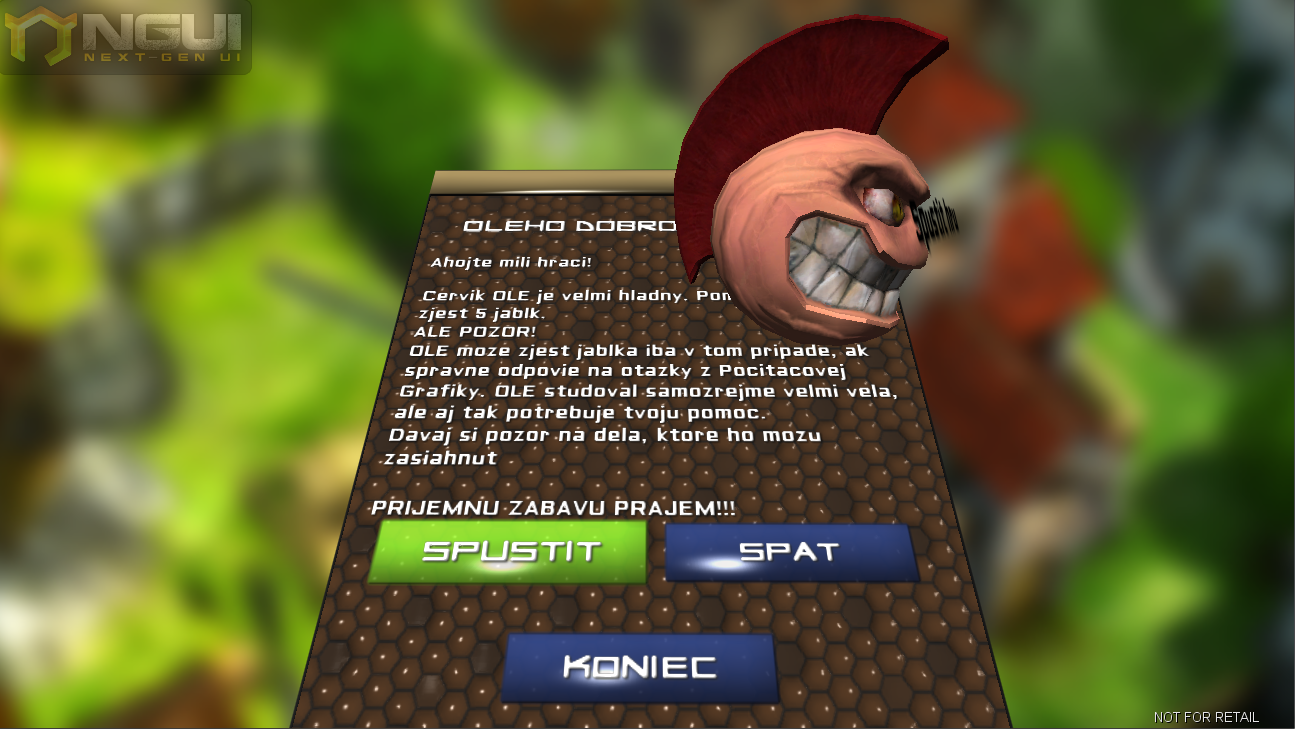 NGUI
NEXT-GEN UI
OLEHO DOBRO
Ahojte mili hraci!
Cervik OLE je velmi hladny.
zjest 5 jablk.
ALE POZOR!
OLE moze zjest jablka iba v tom pripade, ak
spravne odpovie na otazky z Pocitacovej
Grafiky. OLE studoval samozrejme velmi vela,
ale aj tak potrebuje tvoju pomoc.
Davaj si pozor na dela, ktore ho mozu
zasiahnut
PRIJEMNU ZABAVU PRAJEM!!!
SPUSTIT
SPAT
KONIEC
NOT FOR RETAIL